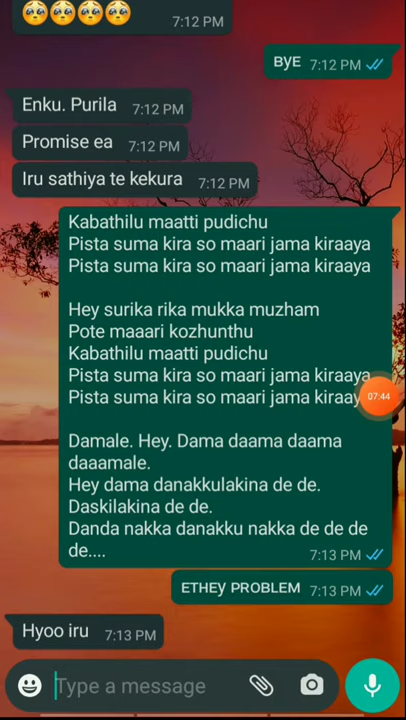 🥺🥺🥺🥺 7:12 PM
BYE 7:12 PM
Enku. Purila 7:12 PM
Promise ea 7:12 PM
Iru sathiya te kekura 7:12 PM
Kabathilu maatti pudichu
Pista suma kira so maari jama kiraaya
Pista suma kira so maari jama kiraaya
Hey surika rika mukka muzham
Pote maaari kozhunthu
Kabathilu maatti pudichu
Pista suma kira so maari jama kiraaya
Pista suma kira so maari jama kiraay
07:44
Damale. Hey. Dama daama daama
daaamale.
Hey dama danakkulakina de de.
Daskilakina de de.
Danda nakka danakku nakka de de de
de.... 7:13 PM
ETHEY PROBLEM 7:13 PM
Hyoo iru 7:13 PM
Type a message